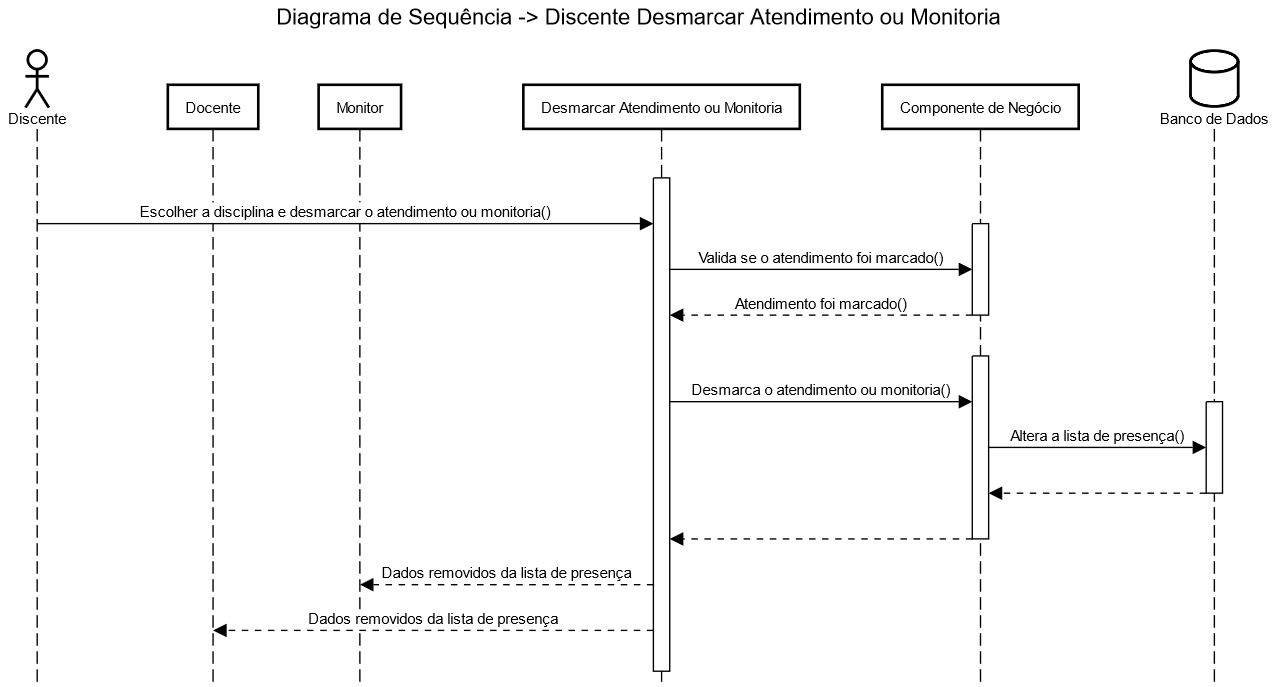 Diagrama de Sequência -> Discente Desmarcar Atendimento ou Monitoria
Discente
Docente
Monitor
Desmarcar Atendimento ou Monitoria
Componente de Negócio
Banco de Dados
Escolher a disciplina e desmarcar o atendimento ou monitoria()
Valida se o atendimento foi marcado()
Atendimento foi marcado()
Desmarca o atendimento ou monitoria()
Altera a lista de presença()
Dados removidos da lista de presença
Dados removidos da lista de presença